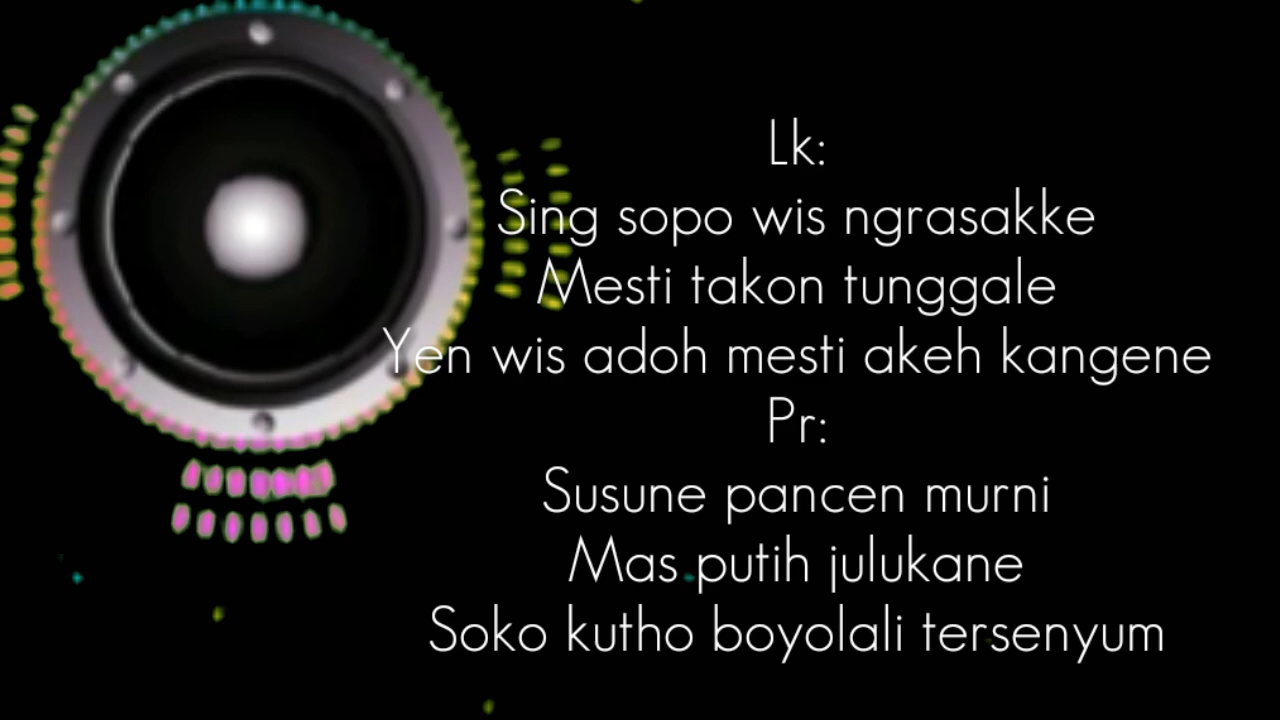 Lk:
Sing sopo wis ngrasakke
Mesti takon tunggale
Yen wis adoh mesti akeh kangene
Pr:
Susune pancen murni
Mas putih julukane
Soko kutho boyolali tersenyum